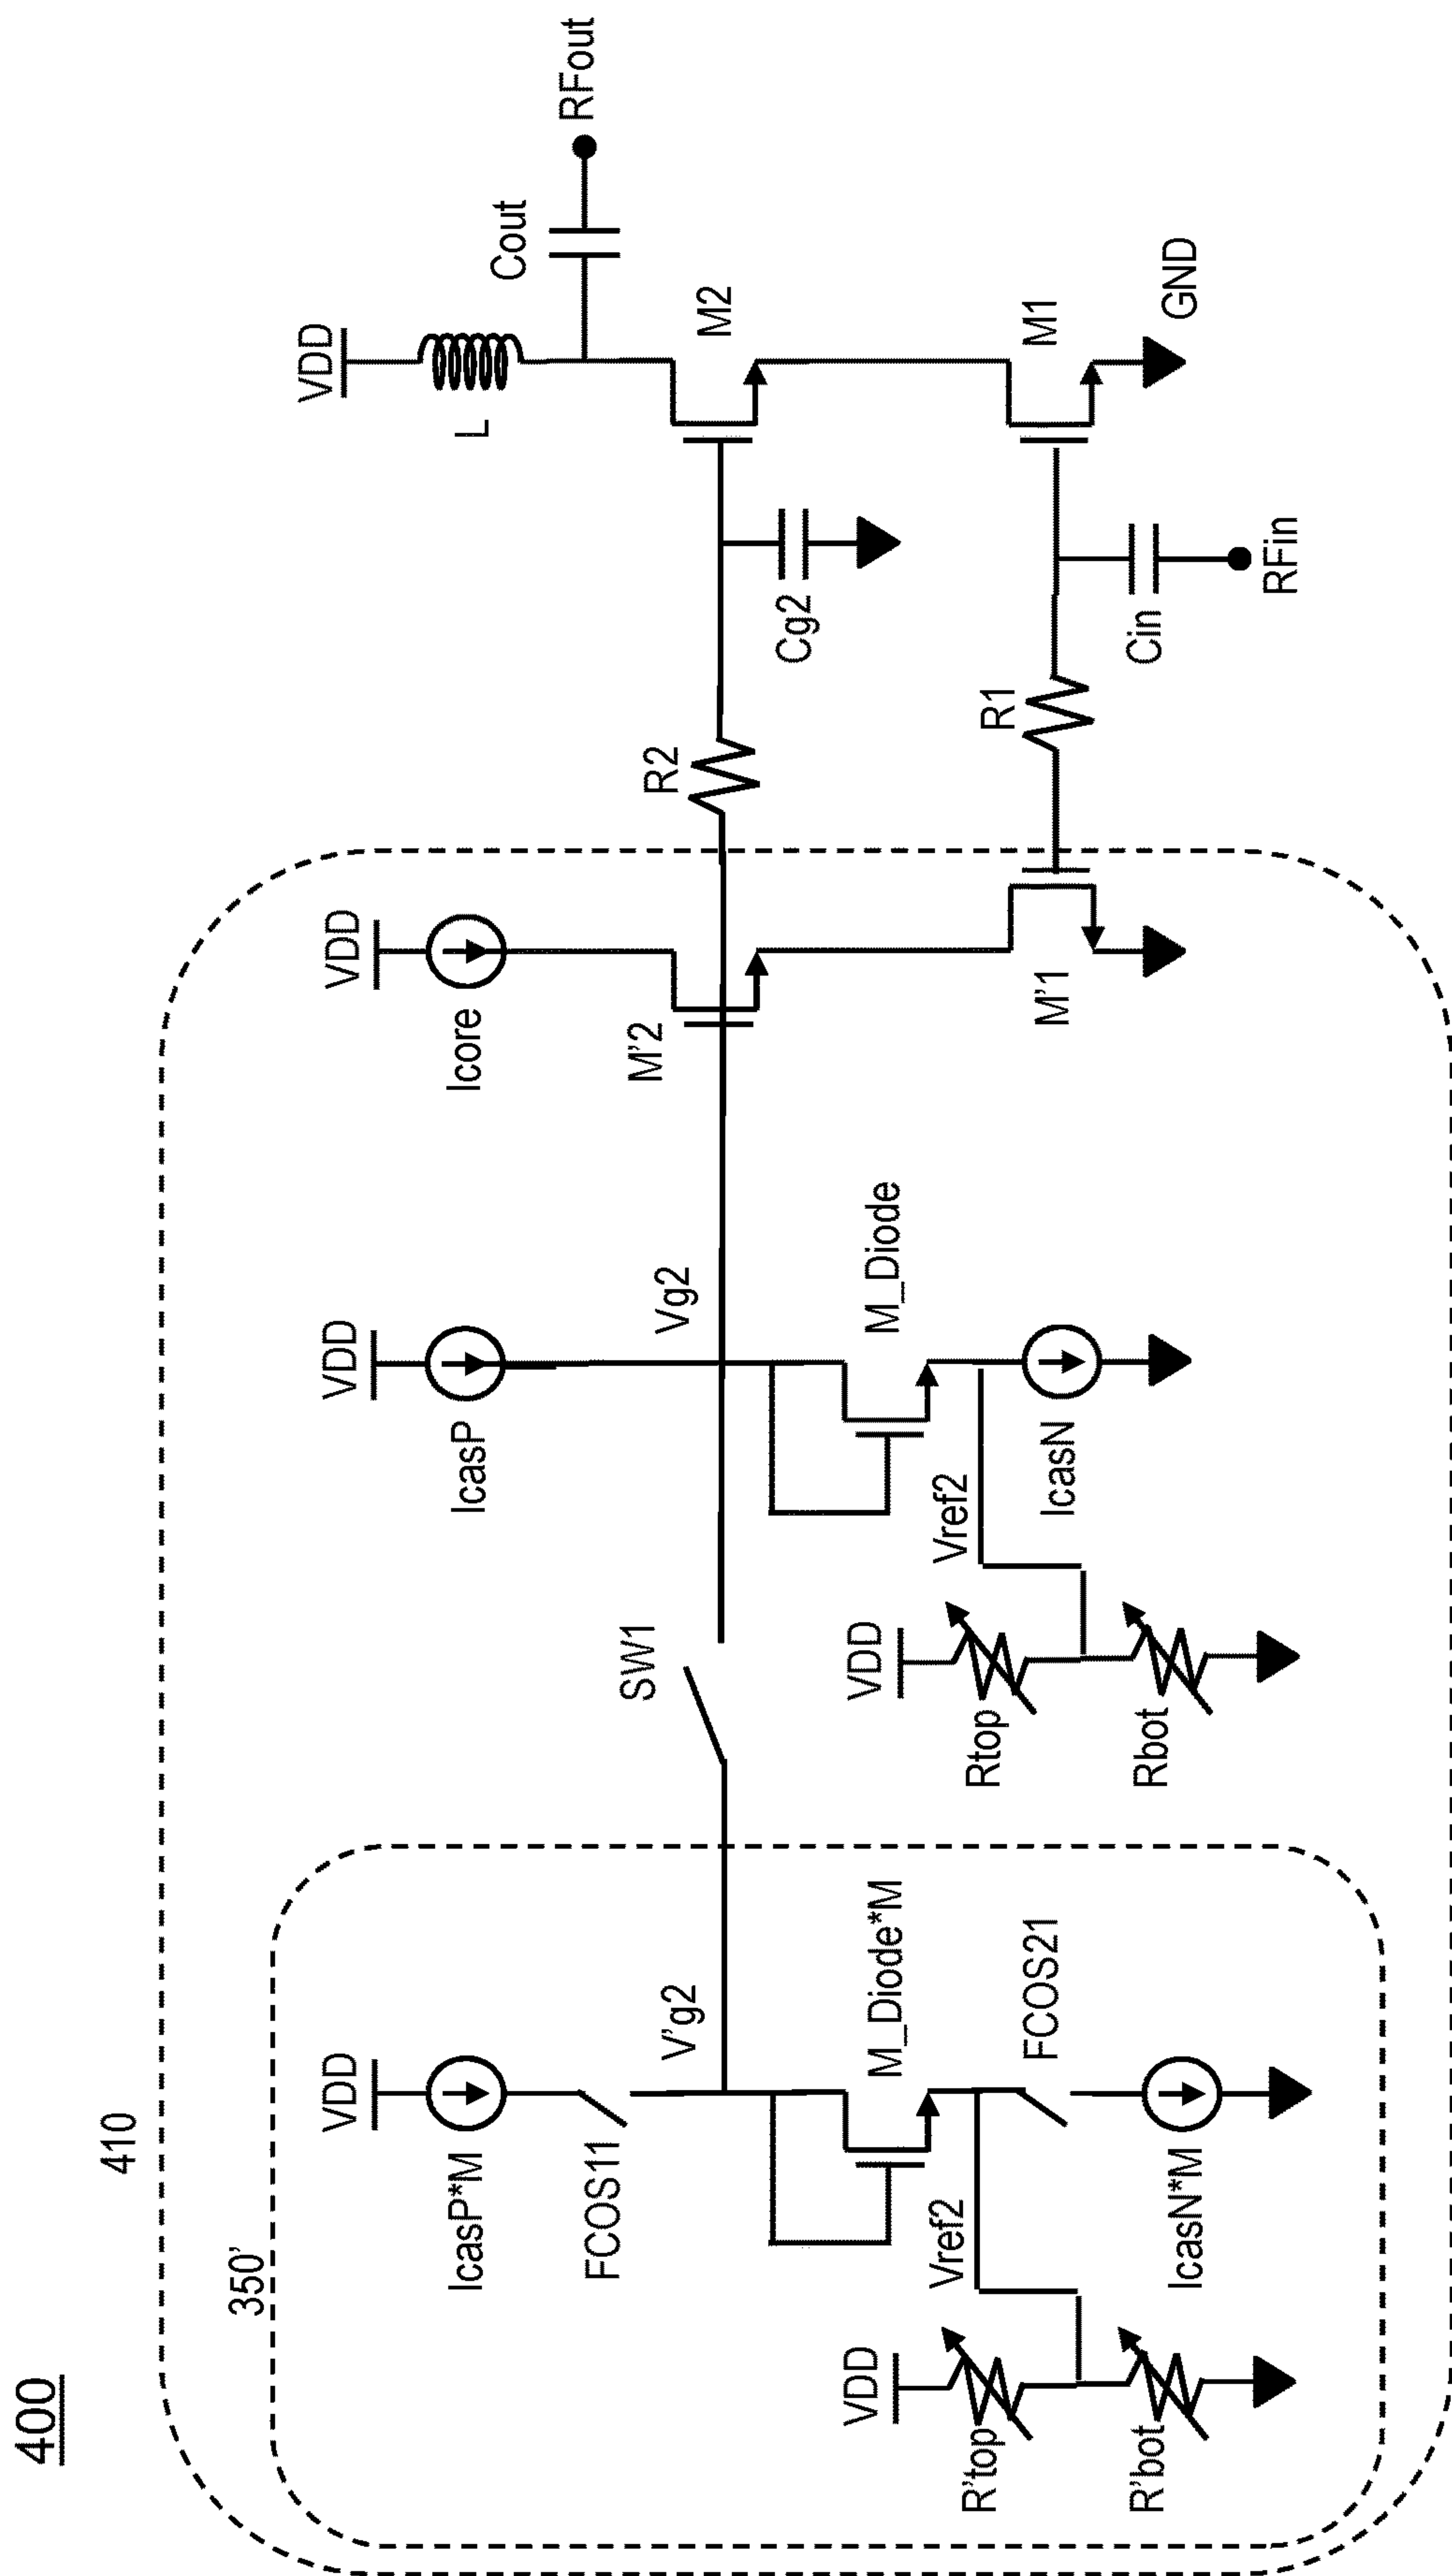 400
410
350'
VDD
IcasP*M
FCOS11
V'g2
M_Diode*M
FCOS21
IcasN*M
Vref2
VDD
R'top
R'bot
SW1
VDD
IcasP
Vg2
M_Diode
IcasN
Vref2
VDD
Rtop
Rbot
VDD
Icore
M'2
M'1
R2
R1
Cg2
Cin
RFin
VDD
L
Cout
RFout
M2
M1
GND